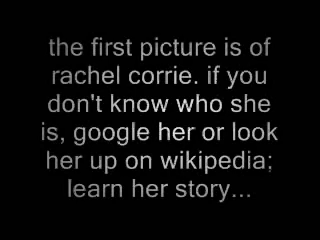 the first picture is of
rachel corrie. if you
don't know who she
is, google her or look
her up on wikipedia;
learn her story...